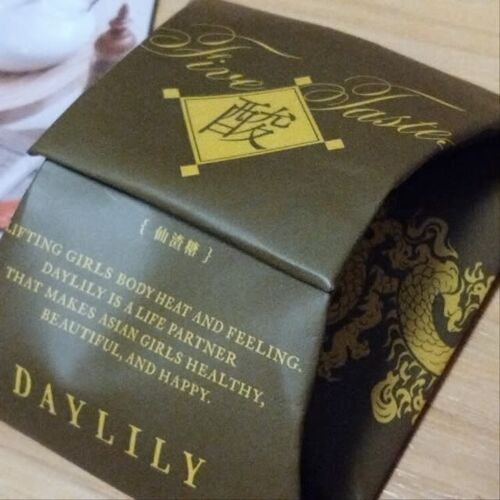 Five Taste
酸
{ 仙渣糖 }
LIFTING GIRLS BODY HEAT AND FEELING.
DAYLILY IS A LIFE PARTNER
THAT MAKES ASIAN GIRLS HEALTHY,
BEAUTIFUL, AND HAPPY.
DAYLILY